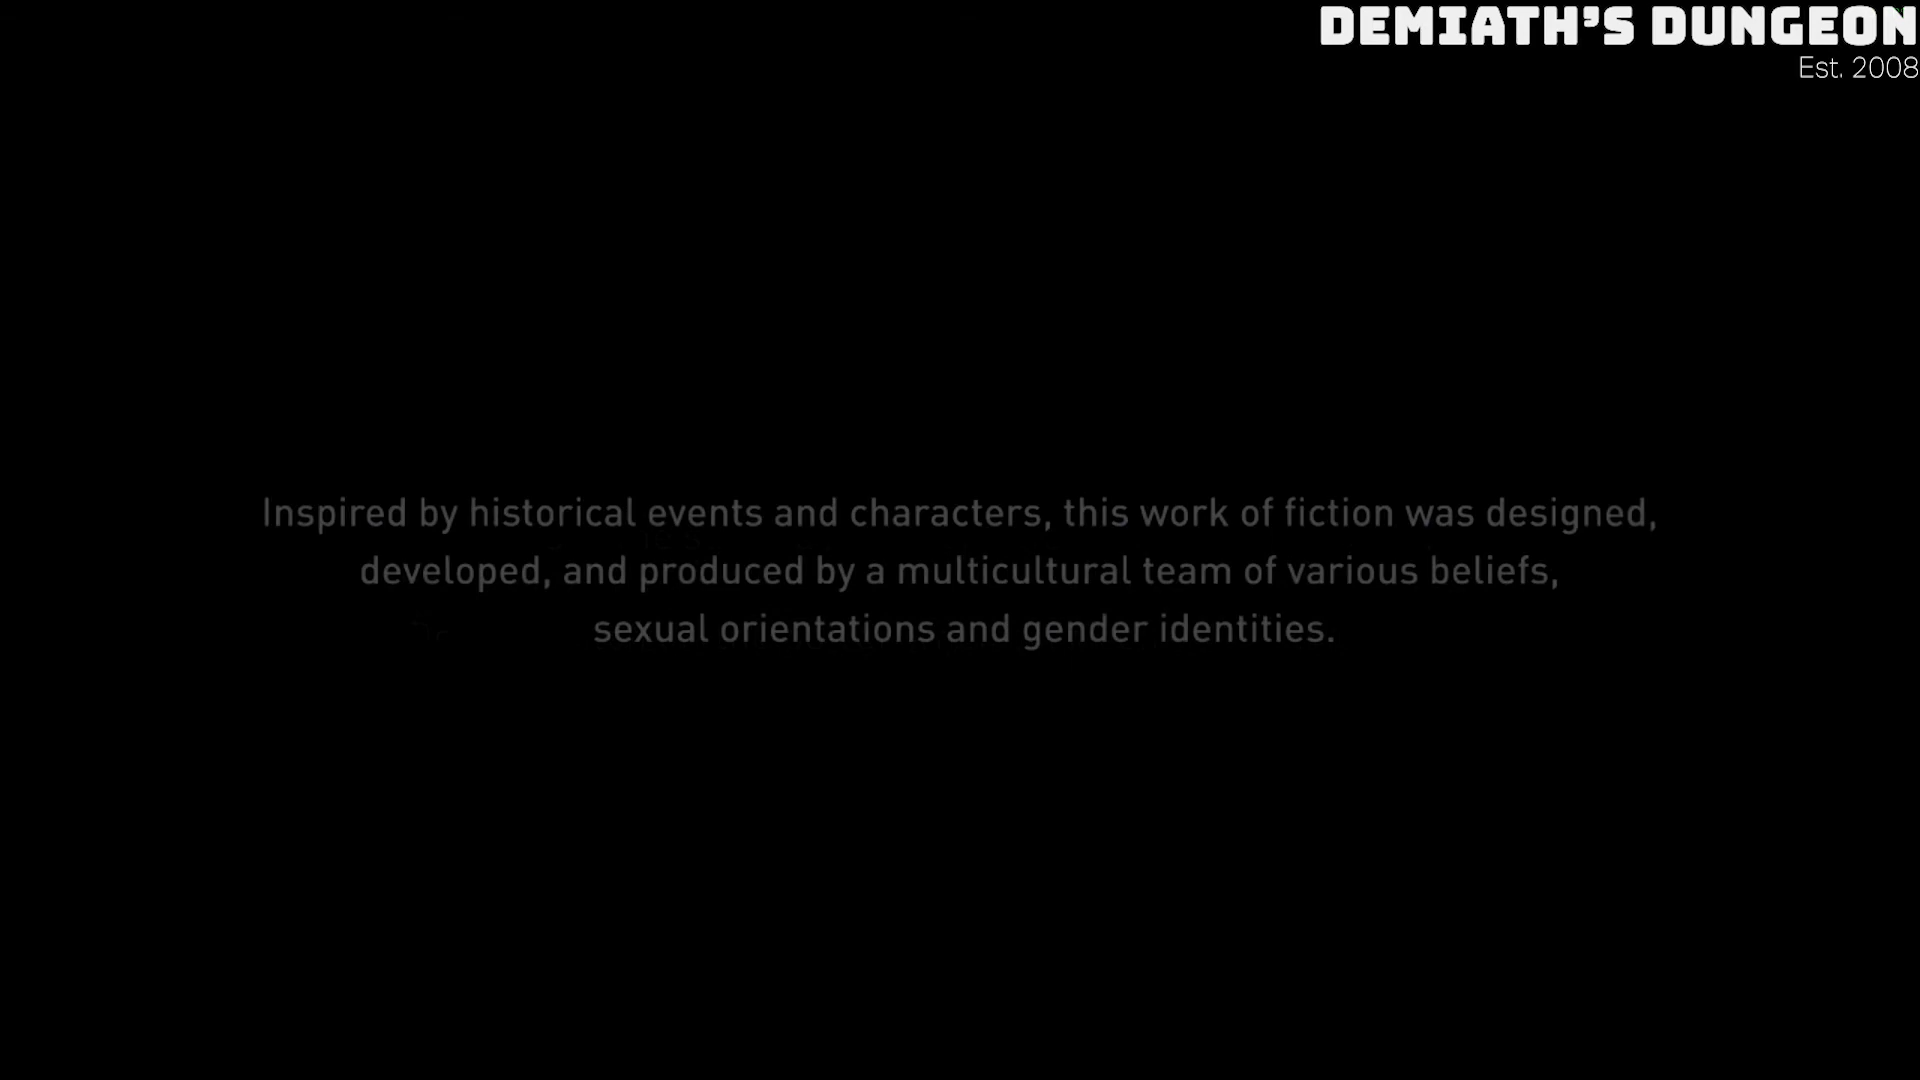 DEMIATH'S DUNGEON
Est. 2008
Inspired by historical events and characters, this work of fiction was designed,
developed, and produced by a multicultural team of various beliefs,
sexual orientations and gender identities.